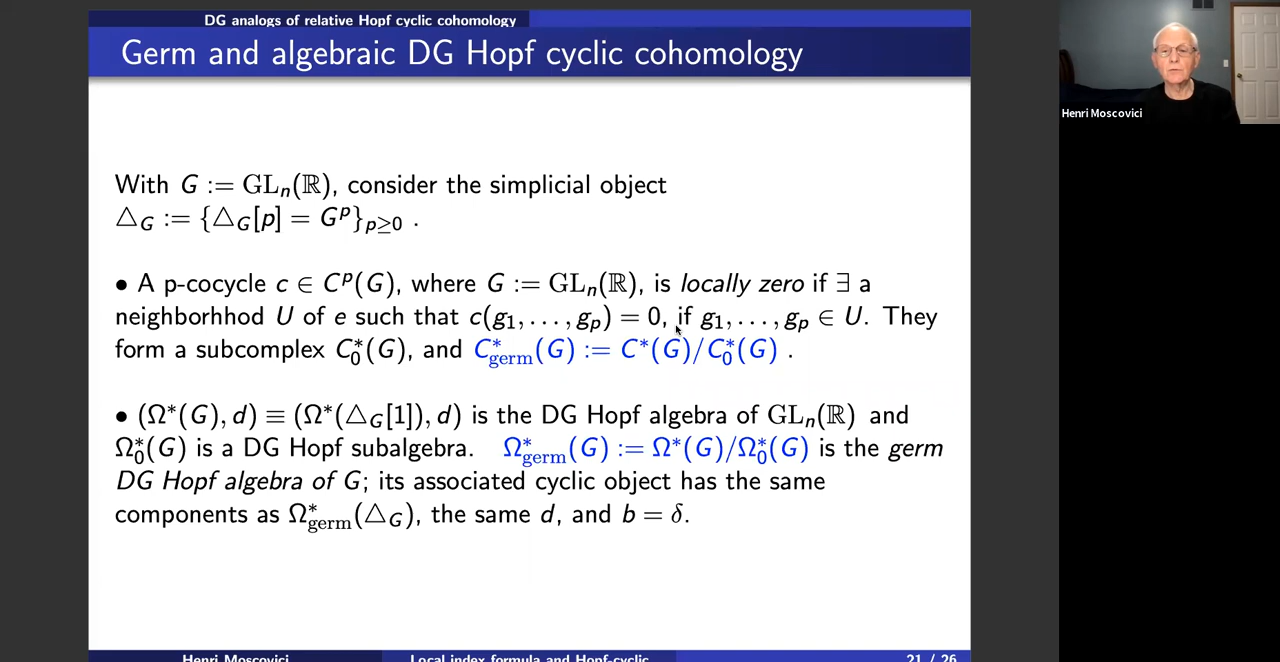 DG analogs of relative Hopf cyclic cohomology
Germ and algebraic DG Hopf cyclic cohomology
Henri Moscovici
With G := GLₙ(ℝ), consider the simplicial object
△_G := {△_G[p] = Gᵖ}_{p≥0} .
• A p-cocycle c ∈ Cᵖ(G), where G := GLₙ(ℝ), is locally zero if ∃ a
neighborhhod U of e such that c(g₁, . . . , gₚ) = 0, if g₁, . . . , gₚ ∈ U. They
form a subcomplex C₀*(G), and C*_germ(G) := C*(G)/C₀*(G) .
• (Ω*(G), d) ≡ (Ω*(△_G[1]), d) is the DG Hopf algebra of GLₙ(ℝ) and
Ω₀*(G) is a DG Hopf subalgebra. Ω*_germ(G) := Ω*(G)/Ω₀*(G) is the germ
DG Hopf algebra of G; its associated cyclic object has the same
components as Ω*_germ(△_G), the same d, and b = δ.
Henri Moscovici Local index formula and Hopf-cyclic 21 / 26